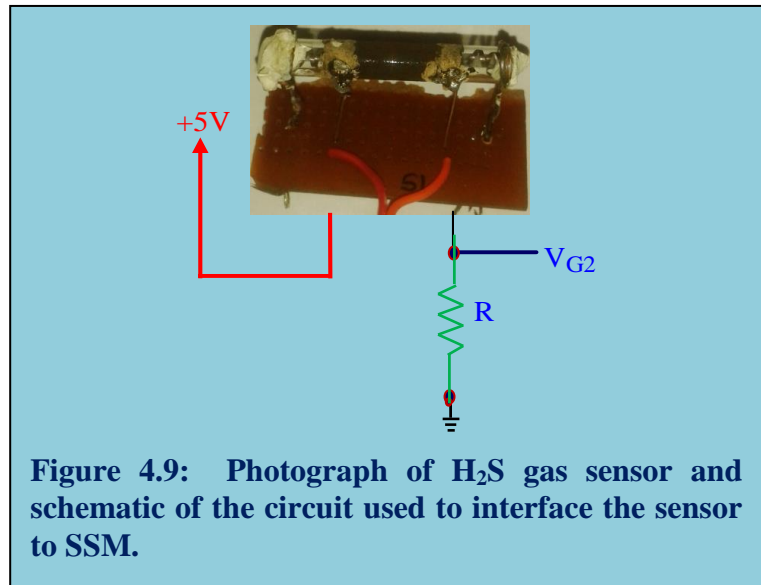 +5V
V_G2
R
Figure 4.9: Photograph of H₂S gas sensor and
schematic of the circuit used to interface the sensor
to SSM.